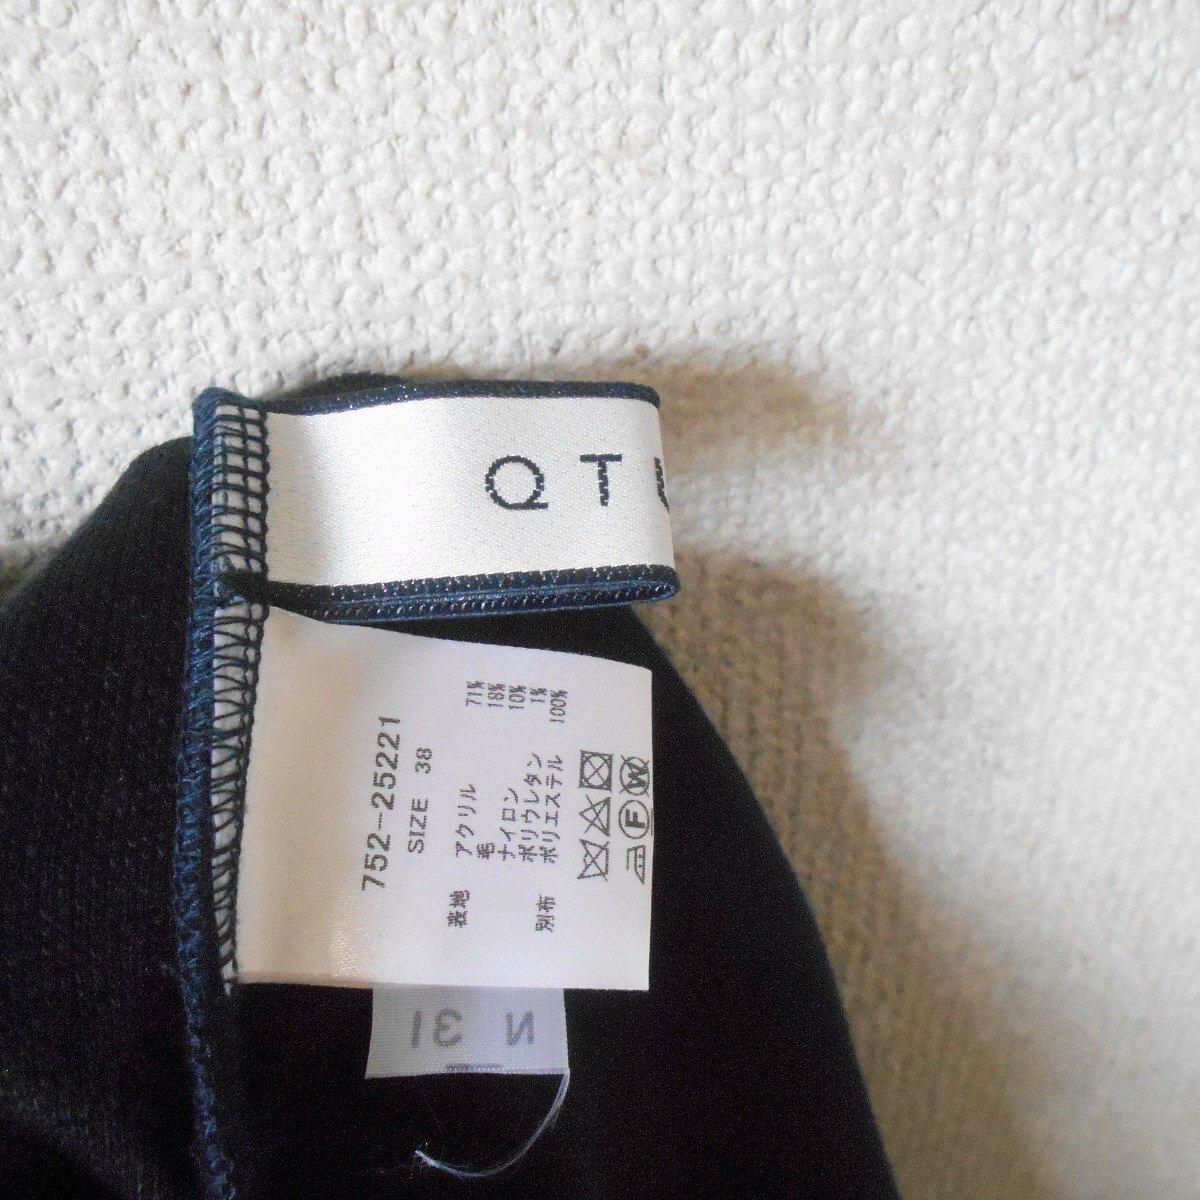 QT
752-25221
SIZE 38
表地 アクリル 71%
毛 18%
ナイロン 10%
ポリウレタン 1%
別布 ポリエステル 100%
W
F